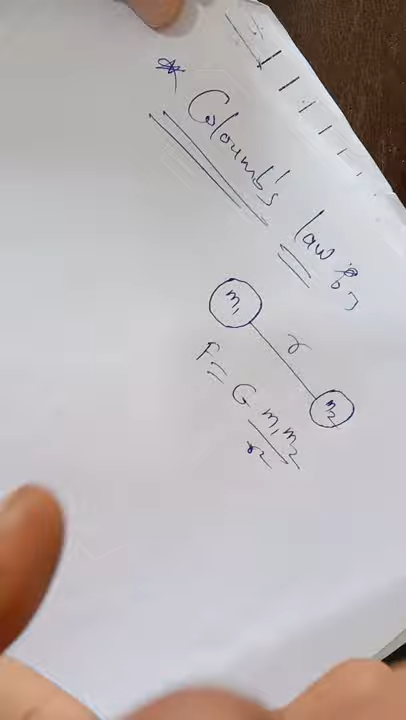 * Coloumb's law :-
m₁
r
m₂
F = G m₁m₂
r²